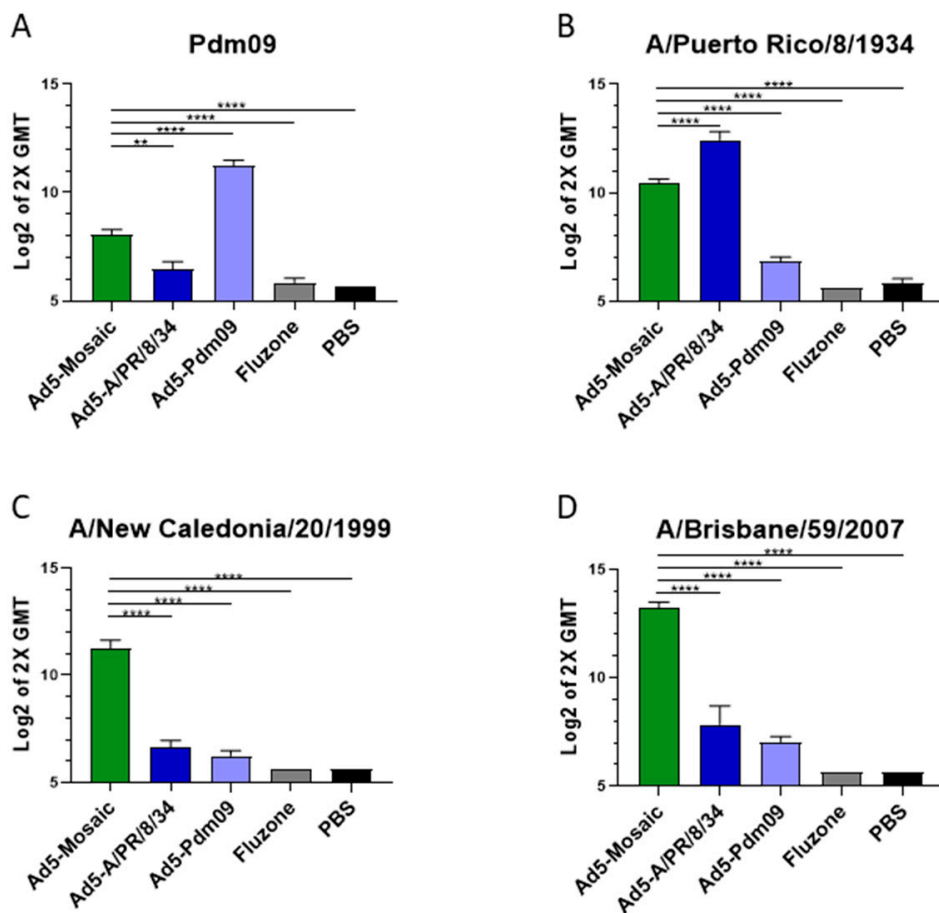 A
Pdm09
Log2 of 2X GMT
15
10
5
****
****
****
**
Ad5-Mosaic
Ad5-A/PR/8/34
Ad5-Pdm09
Fluzone
PBS
B
A/Puerto Rico/8/1934
Log2 of 2X GMT
15
10
5
****
****
****
****
Ad5-Mosaic
Ad5-A/PR/8/34
Ad5-Pdm09
Fluzone
PBS
C
A/New Caledonia/20/1999
Log2 of 2X GMT
15
10
5
****
****
****
****
Ad5-Mosaic
Ad5-A/PR/8/34
Ad5-Pdm09
Fluzone
PBS
D
A/Brisbane/59/2007
Log2 of 2X GMT
15
10
5
****
****
****
****
Ad5-Mosaic
Ad5-A/PR/8/34
Ad5-Pdm09
Fluzone
PBS